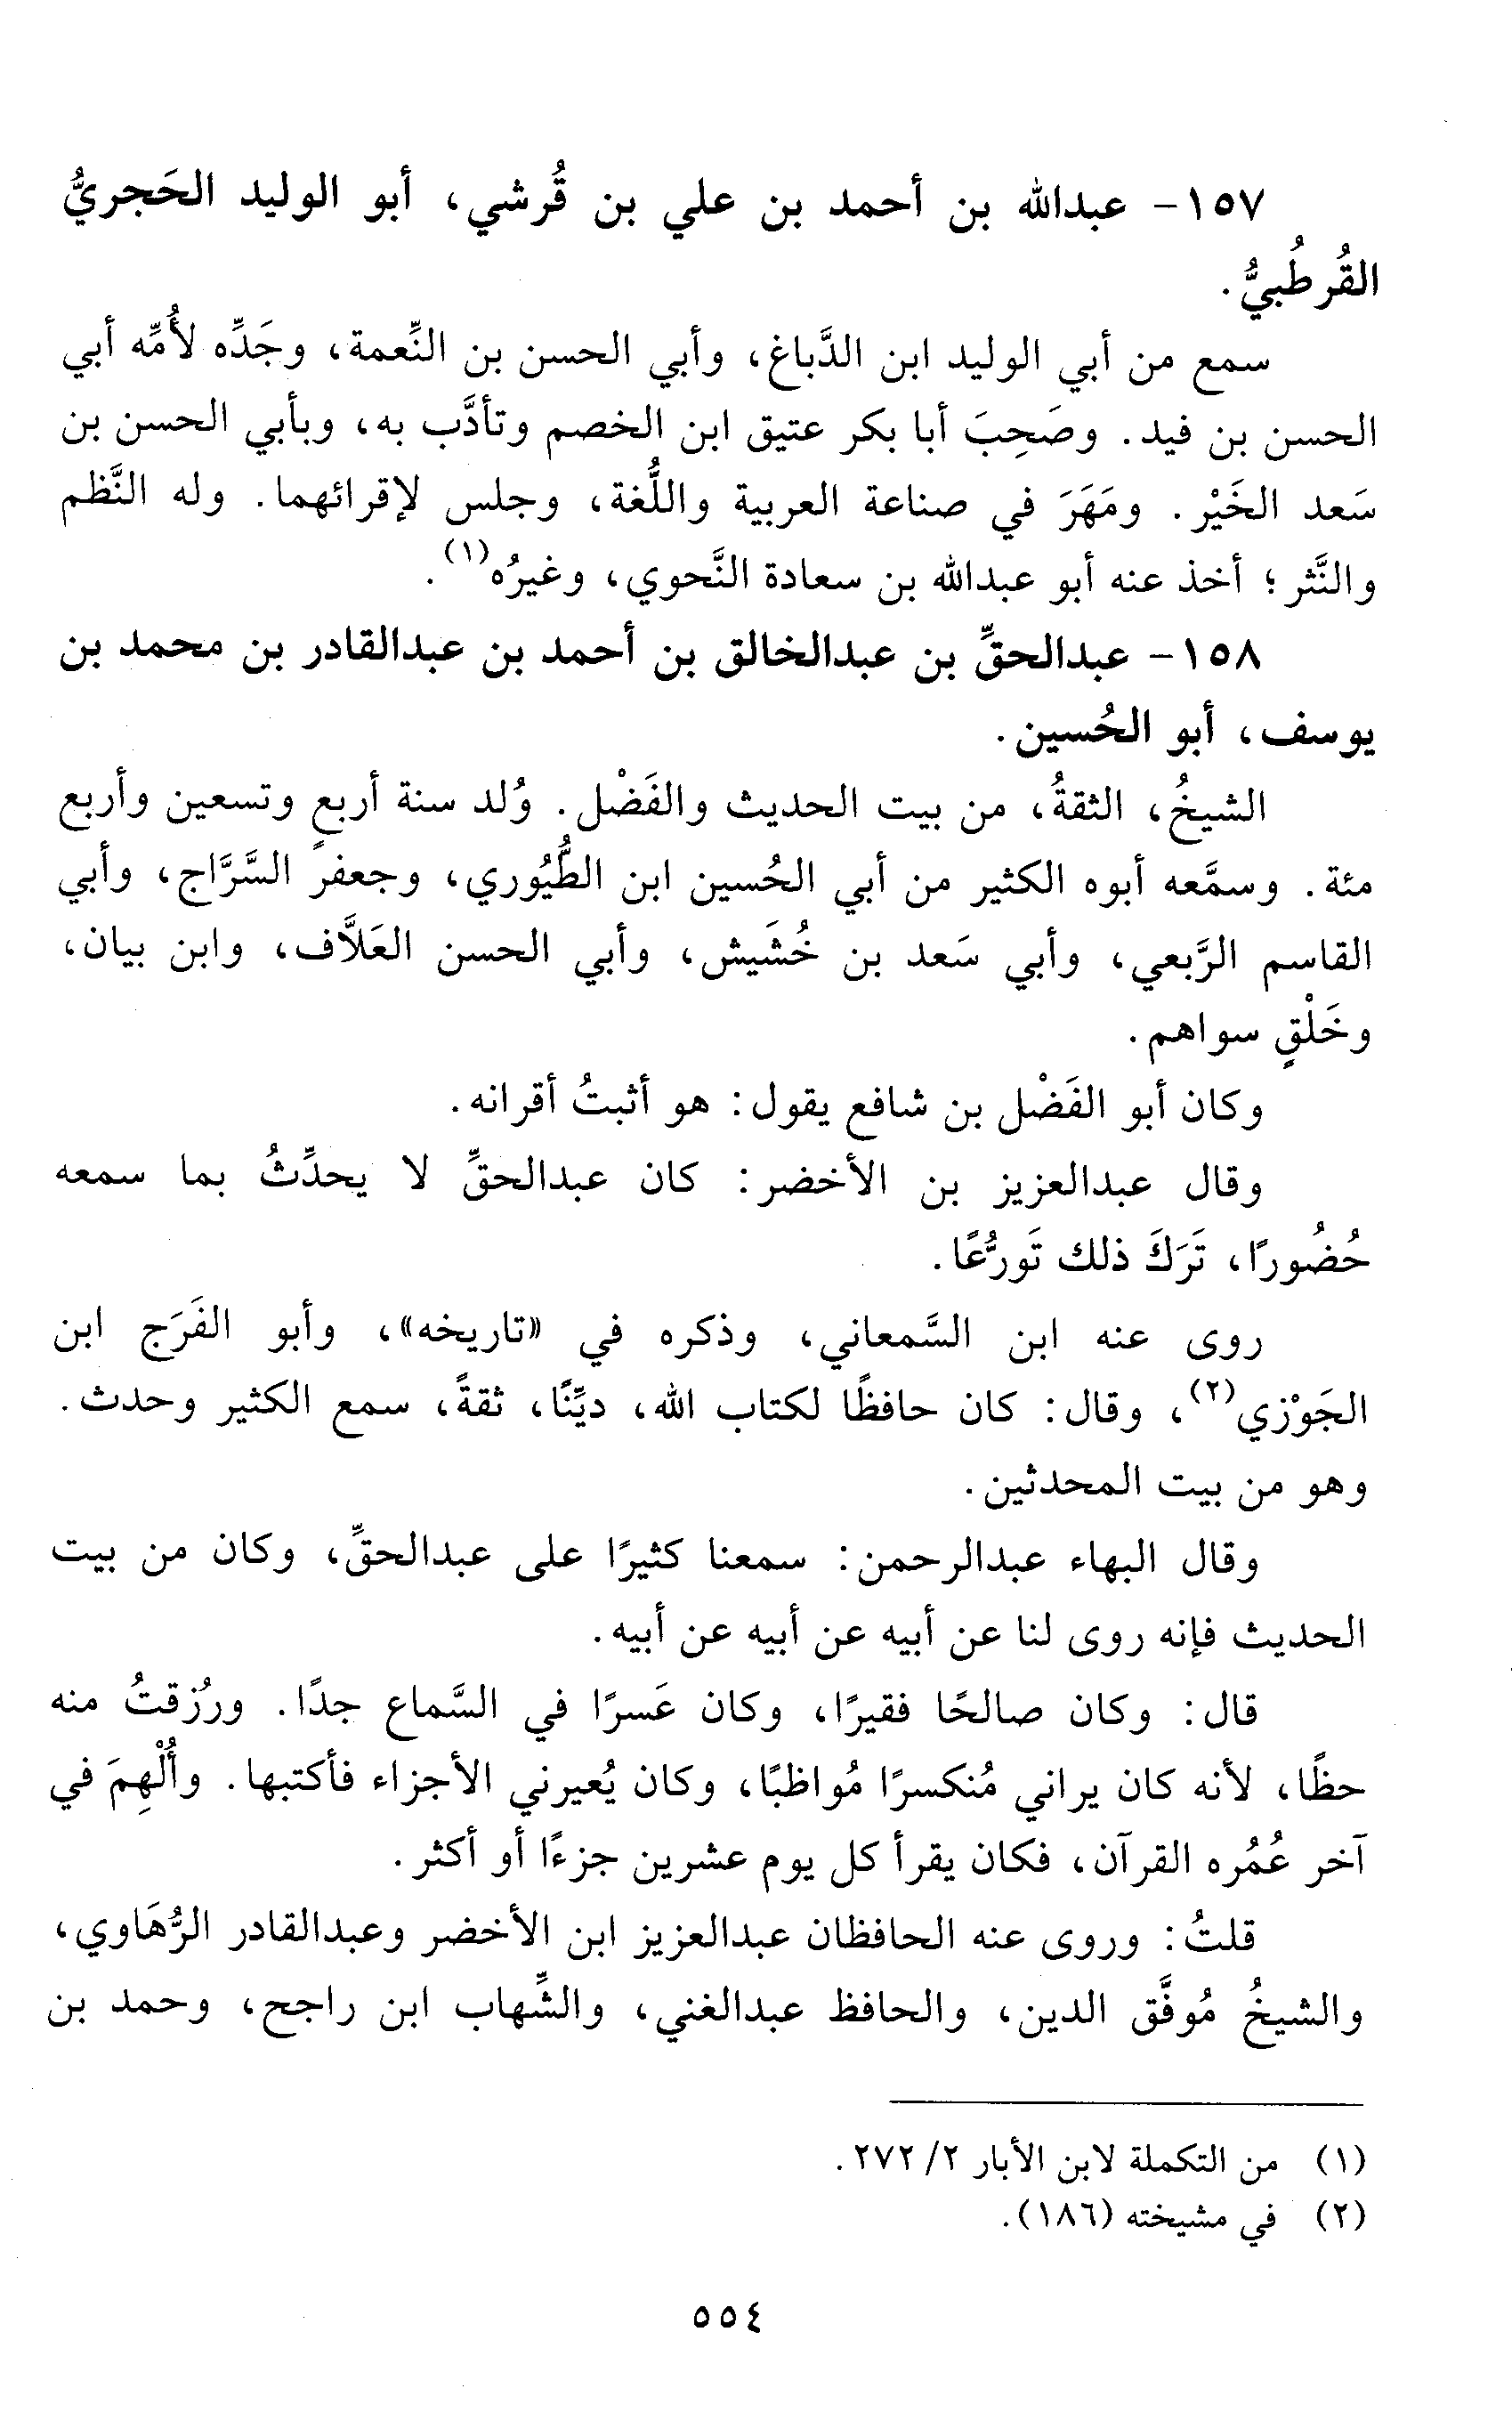 ١٥٧- عبدالله بن أحمد بن علي بن قُرشي، أبو الوليد الحَجريُّ
القُرطُبيُّ.
سمع من أبي الوليد ابن الدَّباغ، وأبي الحسن بن النِّعمة، وجَدِّه لأُمِّه أبي
الحسن بن فيد. وصَحِبَ أبا بكر عتيق ابن الخصم وتأدَّب به، وبأبي الحسن بن
سَعد الخَيْر. ومَهَرَ في صناعة العربية واللُّغة، وجلس لإقرائهما. وله النَّظم
والنَّثر؛ أخذ عنه أبو عبدالله بن سعادة النَّحوي، وغيرُه(١).
١٥٨- عبدالحقِّ بن عبدالخالق بن أحمد بن عبدالقادر بن محمد بن
يوسف، أبو الحُسين.
الشيخُ، الثقةُ، من بيت الحديث والفَضْل. وُلد سنة أربع وتسعين وأربع
مئة. وسمَّعه أبوه الكثير من أبي الحُسين ابن الطُّيُوري، وجعفرٍ السَّرَّاج، وأبي
القاسم الرَّبعي، وأبي سَعد بن خُشَيش، وأبي الحسن العَلاَّف، وابن بيان،
وخَلْقٍ سواهم.
وكان أبو الفَضْل بن شافع يقول: هو أثبتُ أقرانه.
وقال عبدالعزيز بن الأخضر: كان عبدالحقِّ لا يحدِّثُ بما سمعه
حُضُورًا، تَرَكَ ذلك تَورُّعًا.
روى عنه ابن السَّمعاني، وذكره في «تاريخه»، وأبو الفَرَج ابن
الجَوْزي(٢)، وقال: كان حافظًا لكتاب الله، ديِّنًا، ثقةً، سمع الكثير وحدث.
وهو من بيت المحدثين.
وقال البهاء عبدالرحمن: سمعنا كثيرًا على عبدالحقِّ، وكان من بيت
الحديث فإنه روى لنا عن أبيه عن أبيه عن أبيه.
قال: وكان صالحًا فقيرًا، وكان عَسرًا في السَّماع جدًا. ورُزقتُ منه
حظًا، لأنه كان يراني مُنكسرًا مُواظبًا، وكان يُعيرني الأجزاء فأكتبها. وأُلْهِمَ في
آخر عُمُره القرآن، فكان يقرأ كل يوم عشرين جزءًا أو أكثر.
قلتُ: وروى عنه الحافظان عبدالعزيز ابن الأخضر وعبدالقادر الرُّهَاوي،
والشيخُ مُوفَّق الدين، والحافظ عبدالغني، والشِّهاب ابن راجح، وحمد بن
(١) من التكملة لابن الأبار ٢/ ٢٧٢.
(٢) في مشيخته (١٨٦).
٥٥٤